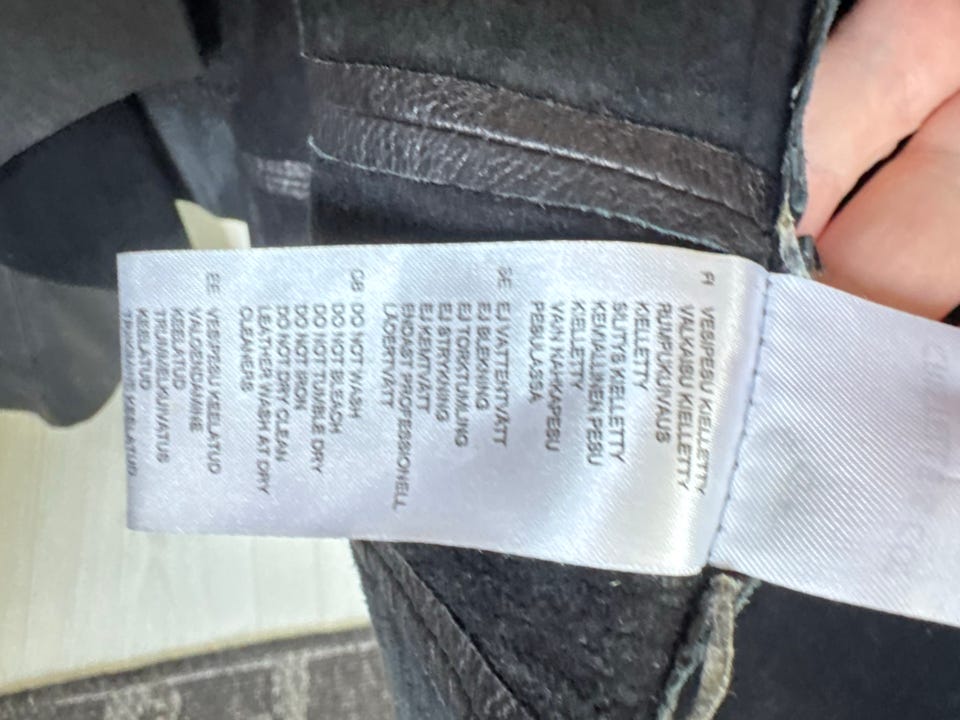 FI VESIPESU KIELLETTY
VALKAISU KIELLETTY
RUMPUKUIVAUS
KIELLETTY
SILITYS KIELLETTY
KEMIALLINEN PESU
KIELLETTY
VAIN NAHKAPESU
PESULASSA
SE EJ VATTENTVÄTT
EJ BLEKNING
EJ TORKTUMLING
EJ STRYKNING
EJ KEMTVÄTT
ENDAST PROFESSIONELL
LÄDERTVÄTT
GB DO NOT WASH
DO NOT BLEACH
DO NOT TUMBLE DRY
DO NOT IRON
DO NOT DRY CLEAN
LEATHER WASH AT DRY
CLEANERS
EE VESIPESU KEELATUD
VALGENDAMINE
KEELATUD
TRUMMELKUIVATUS
KEELATUD
TRIIKIMINE KEELATUD